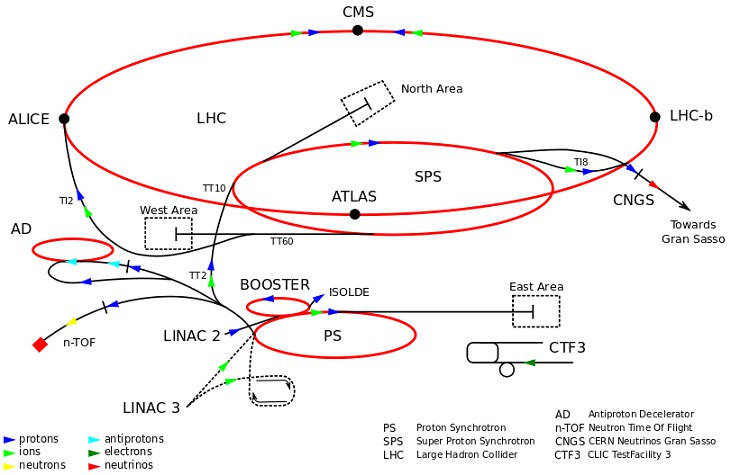 CMS
North Area
ALICE
LHC
LHC-b
TI8
SPS
TT10
TI2
ATLAS
CNGS
West Area
AD
Towards
Gran Sasso
TT60
TT2
BOOSTER
ISOLDE
East Area
LINAC 2
PS
n-TOF
CTF3
LINAC 3
protons
ions
neutrons
antiprotons
electrons
neutrinos
PS Proton Synchrotron
SPS Super Proton Synchrotron
LHC Large Hadron Collider
AD Antiproton Decelerator
n-TOF Neutron Time Of Flight
CNGS CERN Neutrinos Gran Sasso
CTF3 CLIC TestFacility 3